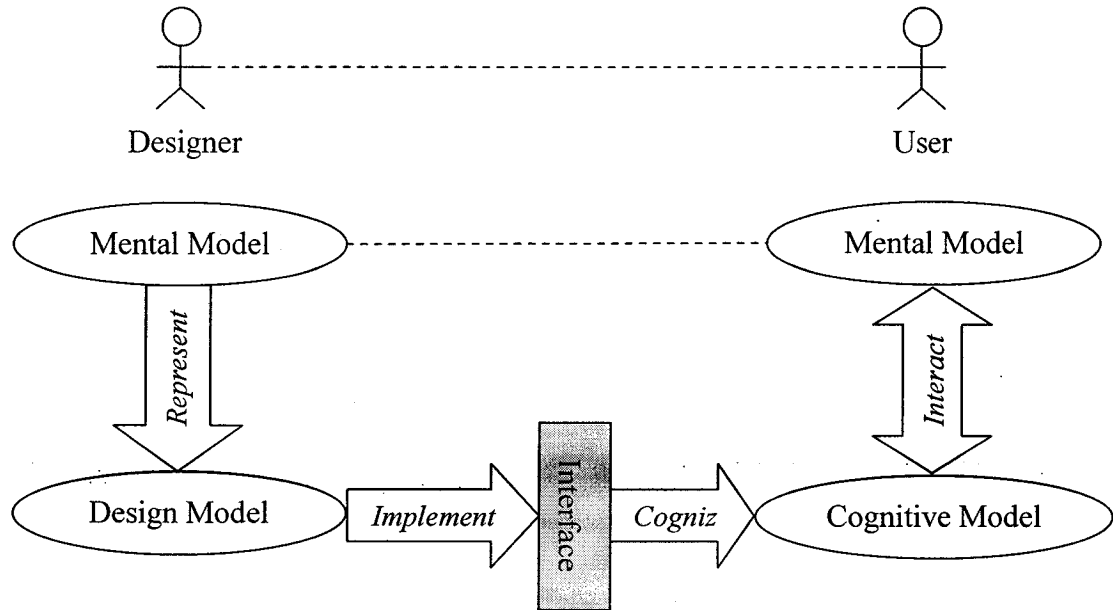 Designer
User
Mental Model
Mental Model
Represent
Interact
Design Model
Implement
Interface
Cogniz
Cognitive Model